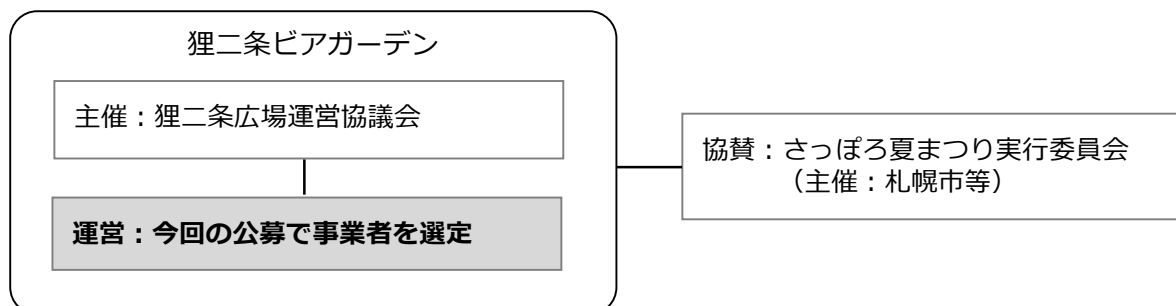 狸二条ビアガーデン
主催：狸二条広場運営協議会
運営：今回の公募で事業者を選定
協賛：さっぽろ夏まつり実行委員会
（主催：札幌市等）